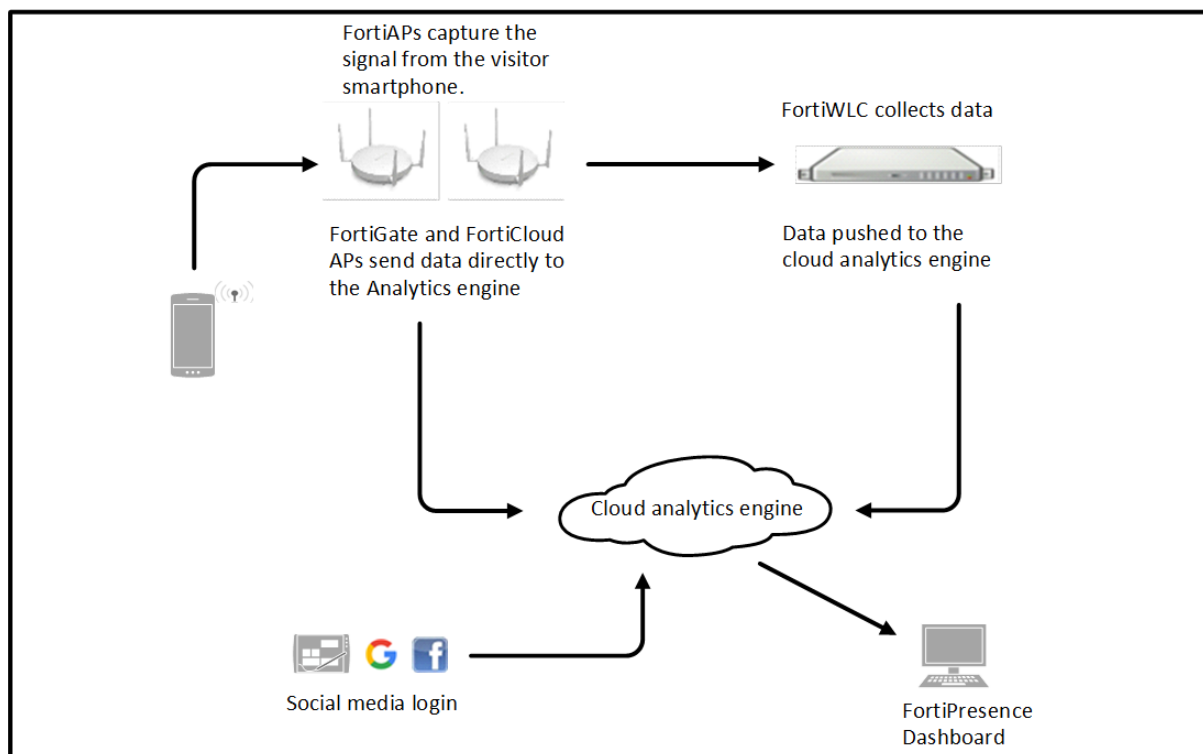 FortiAPs capture the
signal from the visitor
smartphone.
FortiWLC collects data
FortiGate and FortiCloud
APs send data directly to
the Analytics engine
Data pushed to the
cloud analytics engine
Cloud analytics engine
Social media login
FortiPresence
Dashboard